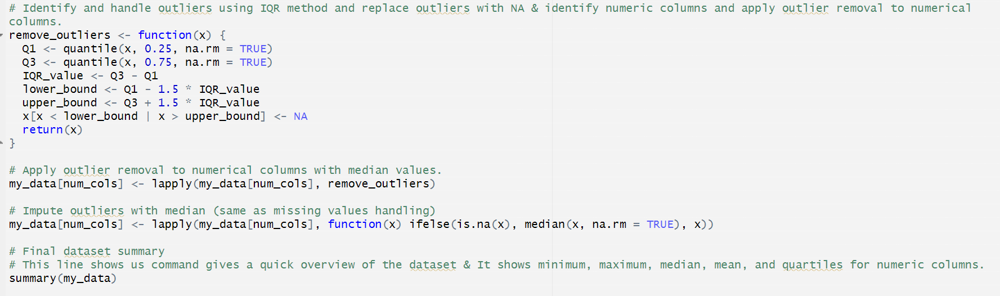 # Identify and handle outliers using IQR method and replace outliers with NA & identify numeric columns and apply outlier removal to numerical
columns.
remove_outliers <- function(x) {
  Q1 <- quantile(x, 0.25, na.rm = TRUE)
  Q3 <- quantile(x, 0.75, na.rm = TRUE)
  IQR_value <- Q3 - Q1
  lower_bound <- Q1 - 1.5 * IQR_value
  upper_bound <- Q3 + 1.5 * IQR_value
  x[x < lower_bound | x > upper_bound] <- NA
  return(x)
}
# Apply outlier removal to numerical columns with median values.
my_data[num_cols] <- lapply(my_data[num_cols], remove_outliers)
# Impute outliers with median (same as missing values handling)
my_data[num_cols] <- lapply(my_data[num_cols], function(x) ifelse(is.na(x), median(x, na.rm = TRUE), x))
# Final dataset summary
# This line shows us command gives a quick overview of the dataset & It shows minimum, maximum, median, mean, and quartiles for numeric columns.
summary(my_data)